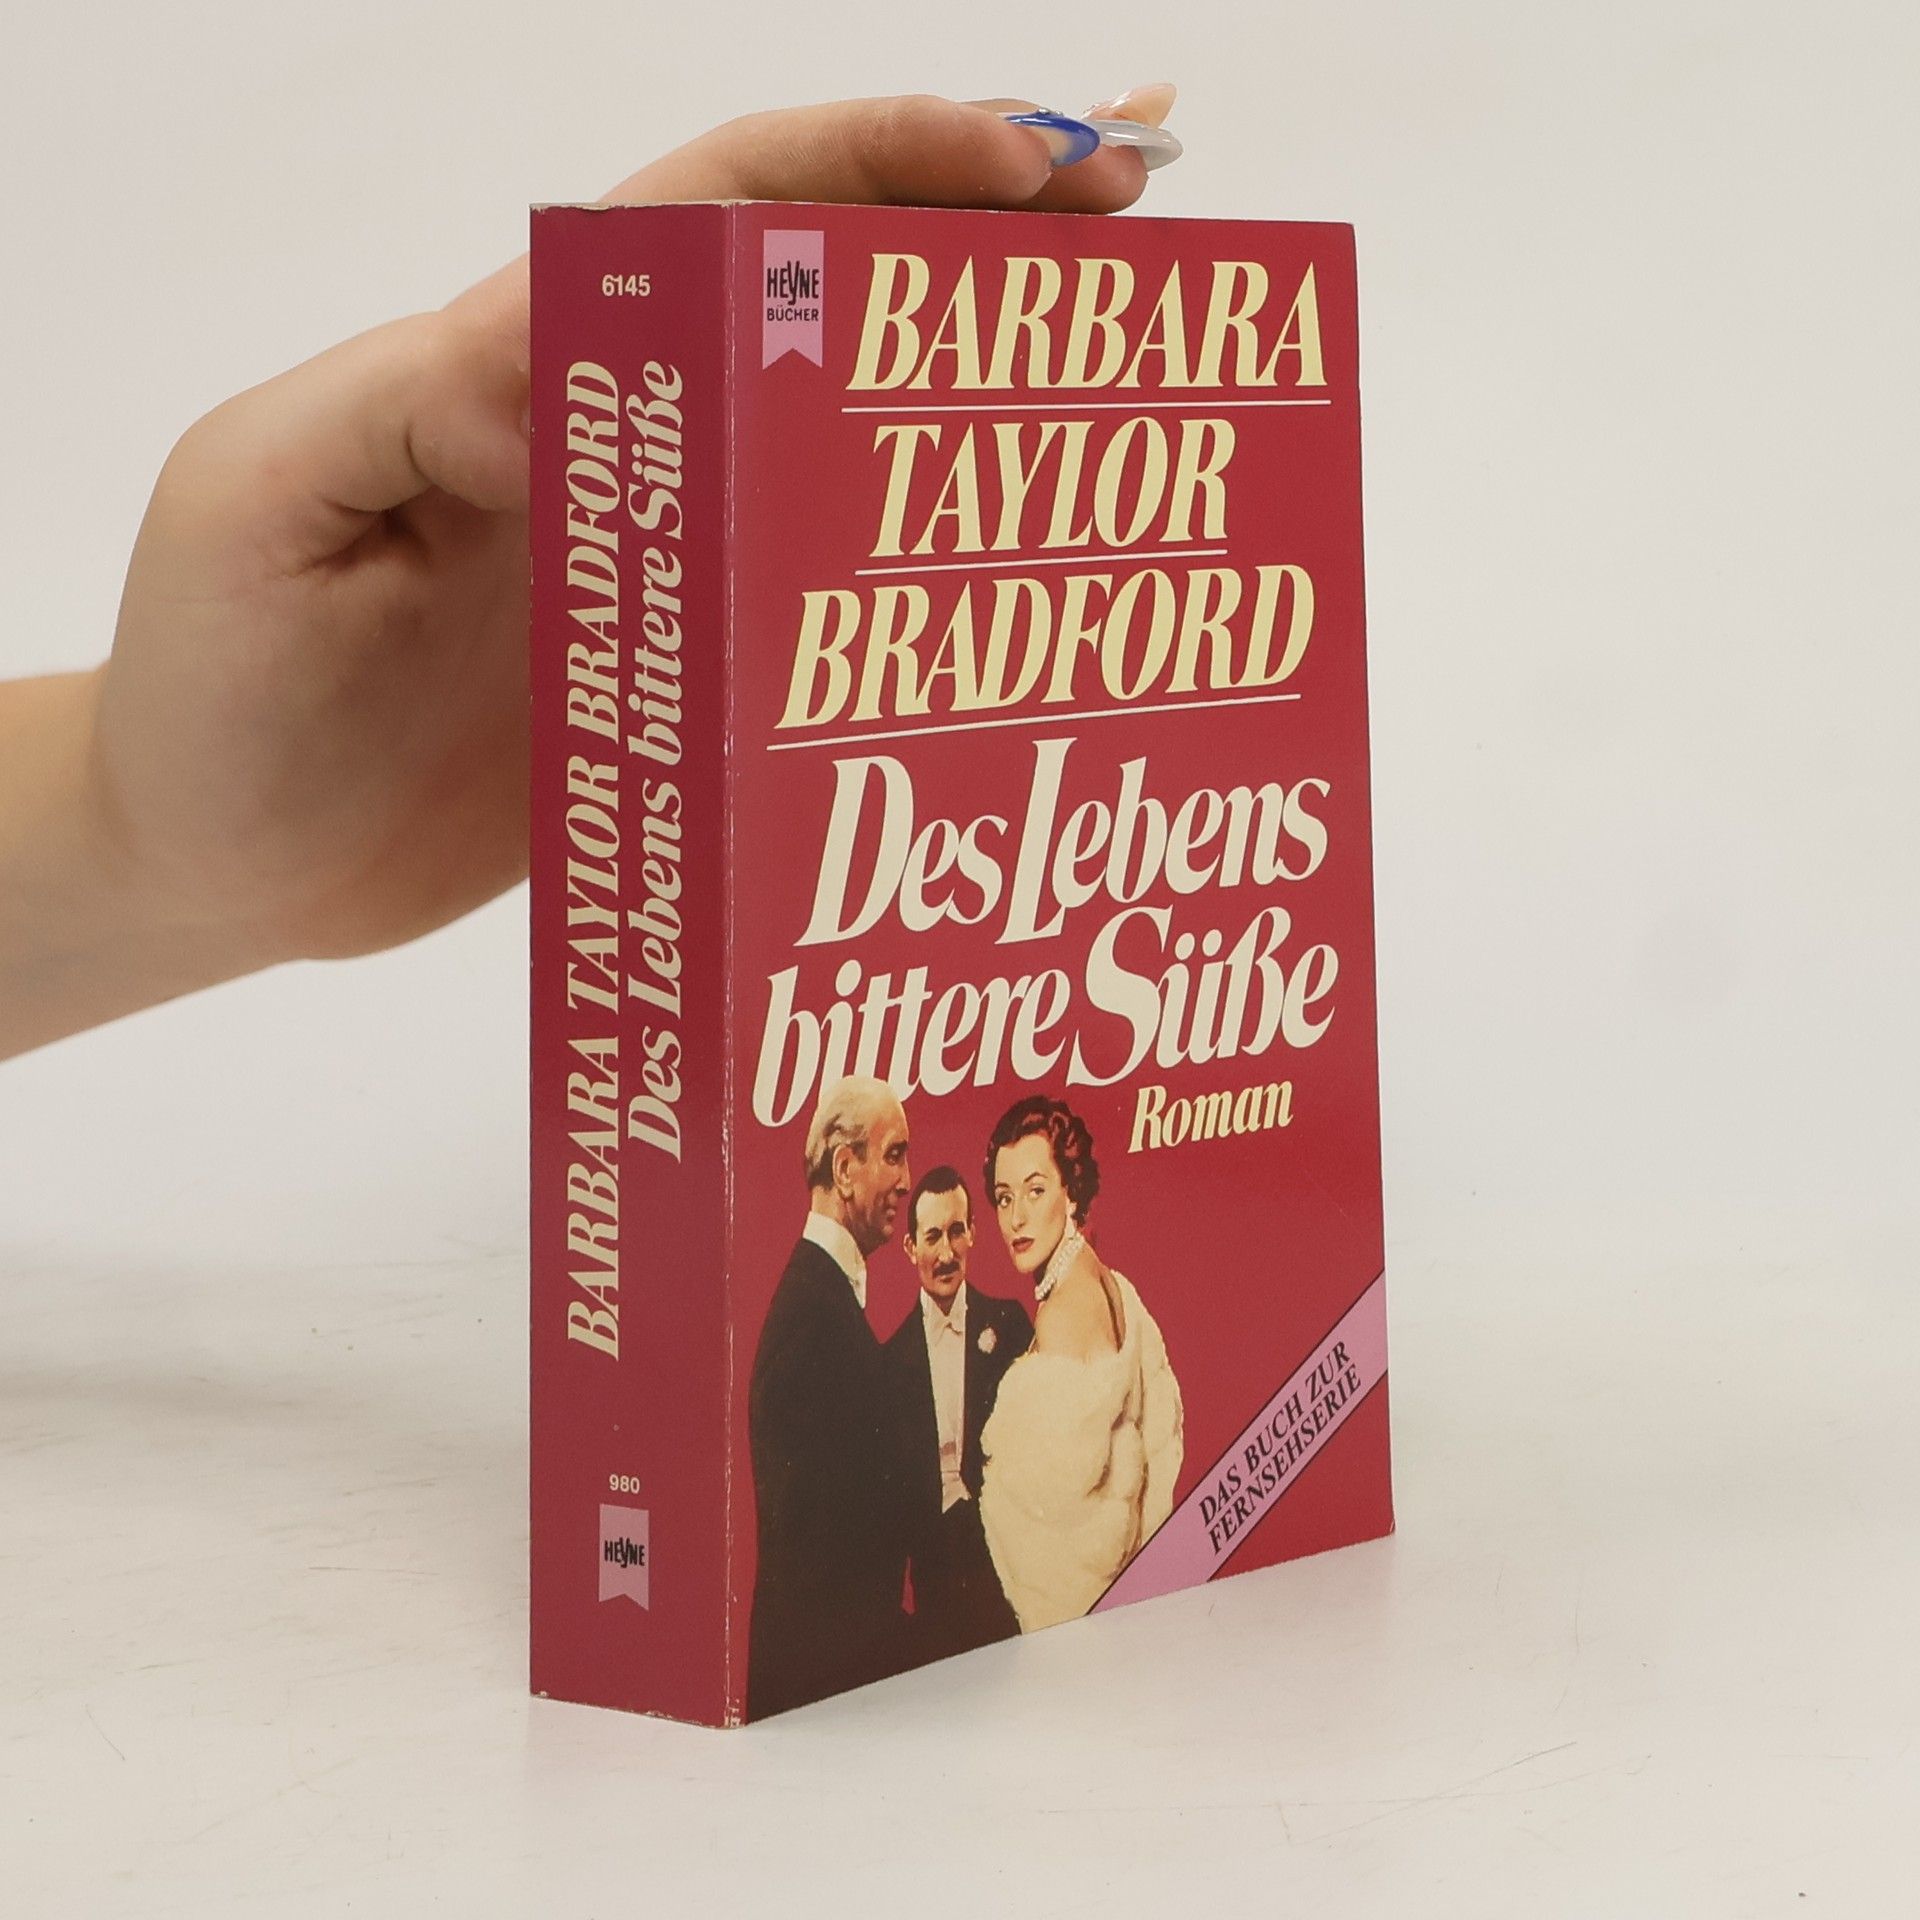 6145
BARBARA TAYLOR BRADFORD
Des Lebens bittere Süße
980
HEYNE
HEYNE
BÜCHER
BARBARA
TAYLOR
BRADFORD
Des Lebens
bittere Süße
Roman
DAS BUCH ZUR
FERNSEHSERIE